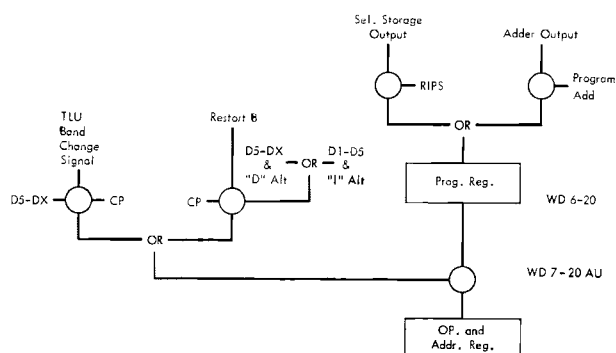 Sel. Storage
Output
Adder Output
RIPS
Program
Add
OR
TLU
Band
Change
Signal
Restart B
D5-DX
&
"D" Alt
OR
D1-D5
&
"I" Alt
D5-DX
CP
CP
OR
Prog. Reg.
WD 6-20
WD 7-20 AU
OP. and
Addr. Reg.